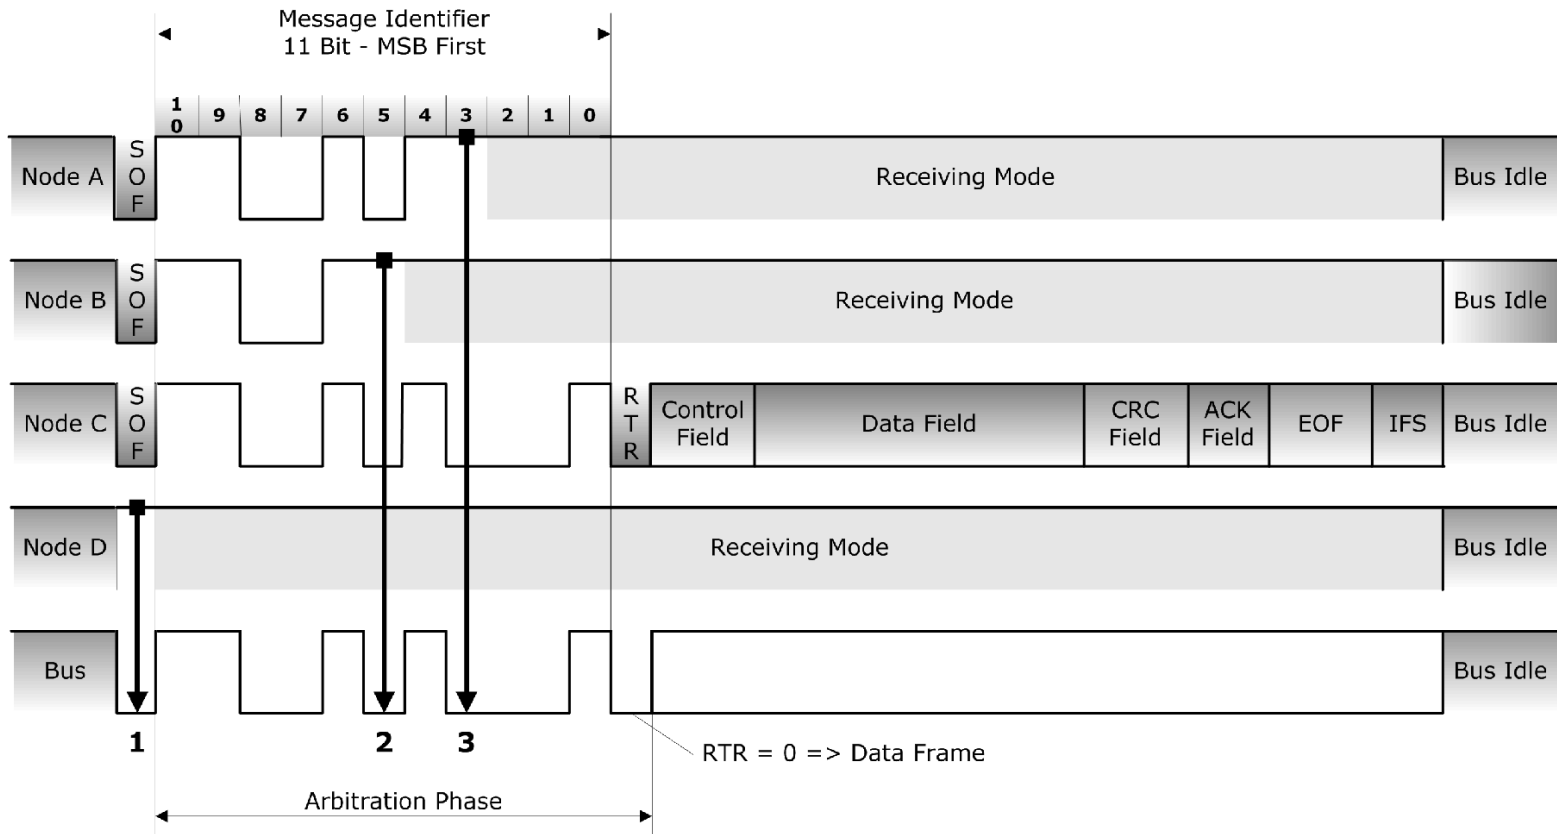 Message Identifier
11 Bit - MSB First
10 9 8 7 6 5 4 3 2 1 0
Node A
SOF
Receiving Mode
Bus Idle
Node B
SOF
Receiving Mode
Bus Idle
Node C
SOF
RTR
Control
Field
Data Field
CRC
Field
ACK
Field
EOF
IFS
Bus Idle
Node D
Receiving Mode
Bus Idle
Bus
Bus Idle
1 2 3
RTR = 0 => Data Frame
Arbitration Phase